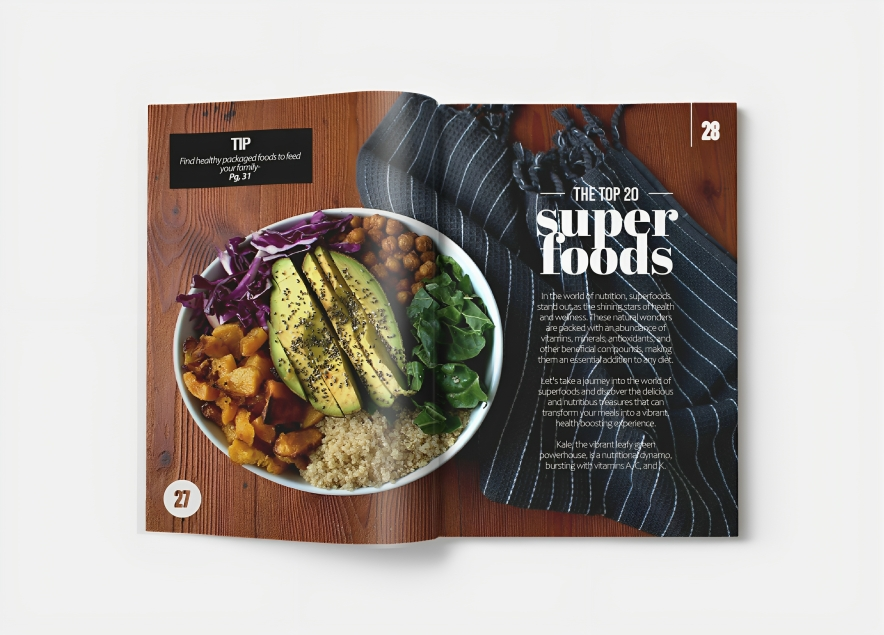 TIP
Find healthy packaged foods to feed
your family-
Pg, 31
27
28
THE TOP 20
super
foods
In the world of nutrition, superfoods
stand out as the shining stars of health
and wellness. These natural wonders
are packed with an abundance of
vitamins, minerals, antioxidants, and
other beneficial compounds, making
them an essential addition to any diet.
Let's take a journey into the world of
superfoods and discover the delicious
and nutritious treasures that can
transform your meals into a vibrant,
health boosting experience.
Kale, the vibrant leafy green
powerhouse, is a nutritional dynamo,
bursting with vitamins A, C, and K.